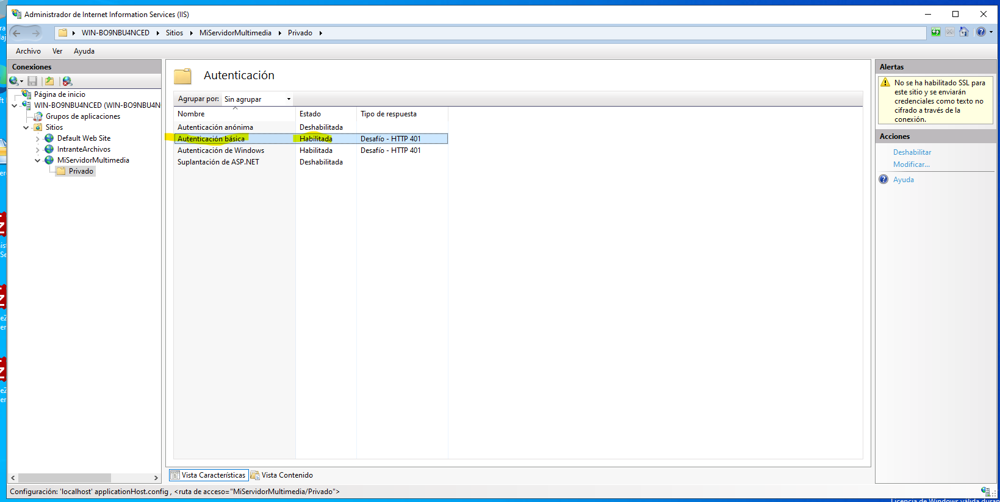 Administrador de Internet Information Services (IIS)
WIN-BO9NBU4NCED Sitios MiServidorMultimedia Privado
Archivo Ver Ayuda
Conexiones
Página de inicio
WIN-BO9NBU4NCED (WIN-BO9NBU4N
Grupos de aplicaciones
Sitios
Default Web Site
IntranteArchivos
MiServidorMultimedia
Privado
Autenticación
Agrupar por: Sin agrupar
Nombre Estado Tipo de respuesta
Autenticación anónima Deshabilitada
Autenticación básica Habilitada Desafío - HTTP 401
Autenticación de Windows Habilitada Desafío - HTTP 401
Suplantación de ASP.NET Deshabilitada
Vista Características Vista Contenido
Alertas
No se ha habilitado SSL para
este sitio y se enviarán
credenciales como texto no
cifrado a través de la
conexión.
Acciones
Deshabilitar
Modificar...
Ayuda
Configuración: 'localhost' applicationHost.config , <ruta de acceso="MiServidorMultimedia/Privado">
Licencia de Windows válida duran